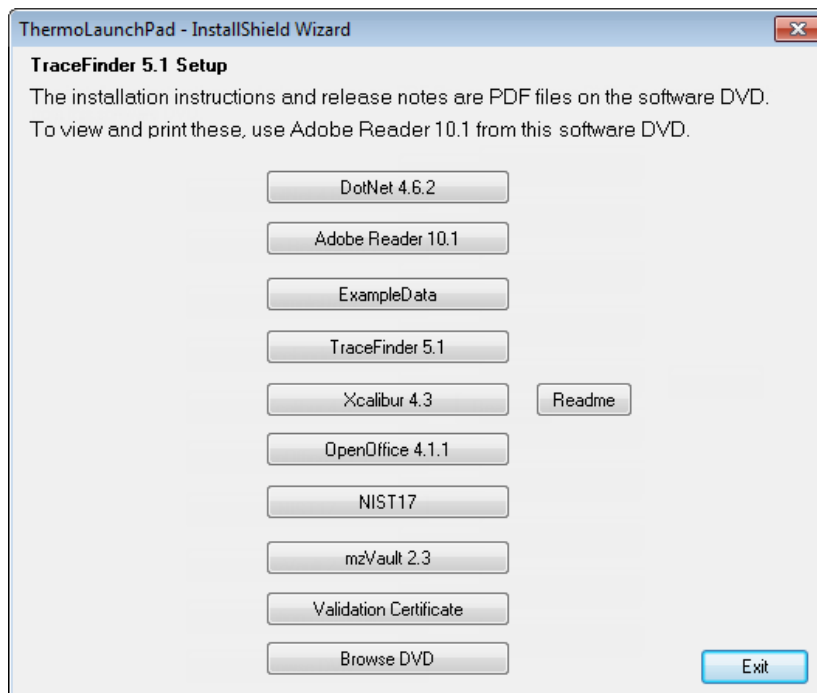 ThermoLaunchPad - InstallShield Wizard
TraceFinder 5.1 Setup
The installation instructions and release notes are PDF files on the software DVD.
To view and print these, use Adobe Reader 10.1 from this software DVD.
DotNet 4.6.2
Adobe Reader 10.1
ExampleData
TraceFinder 5.1
Xcalibur 4.3 Readme
OpenOffice 4.1.1
NIST17
mzVault 2.3
Validation Certificate
Browse DVD
Exit